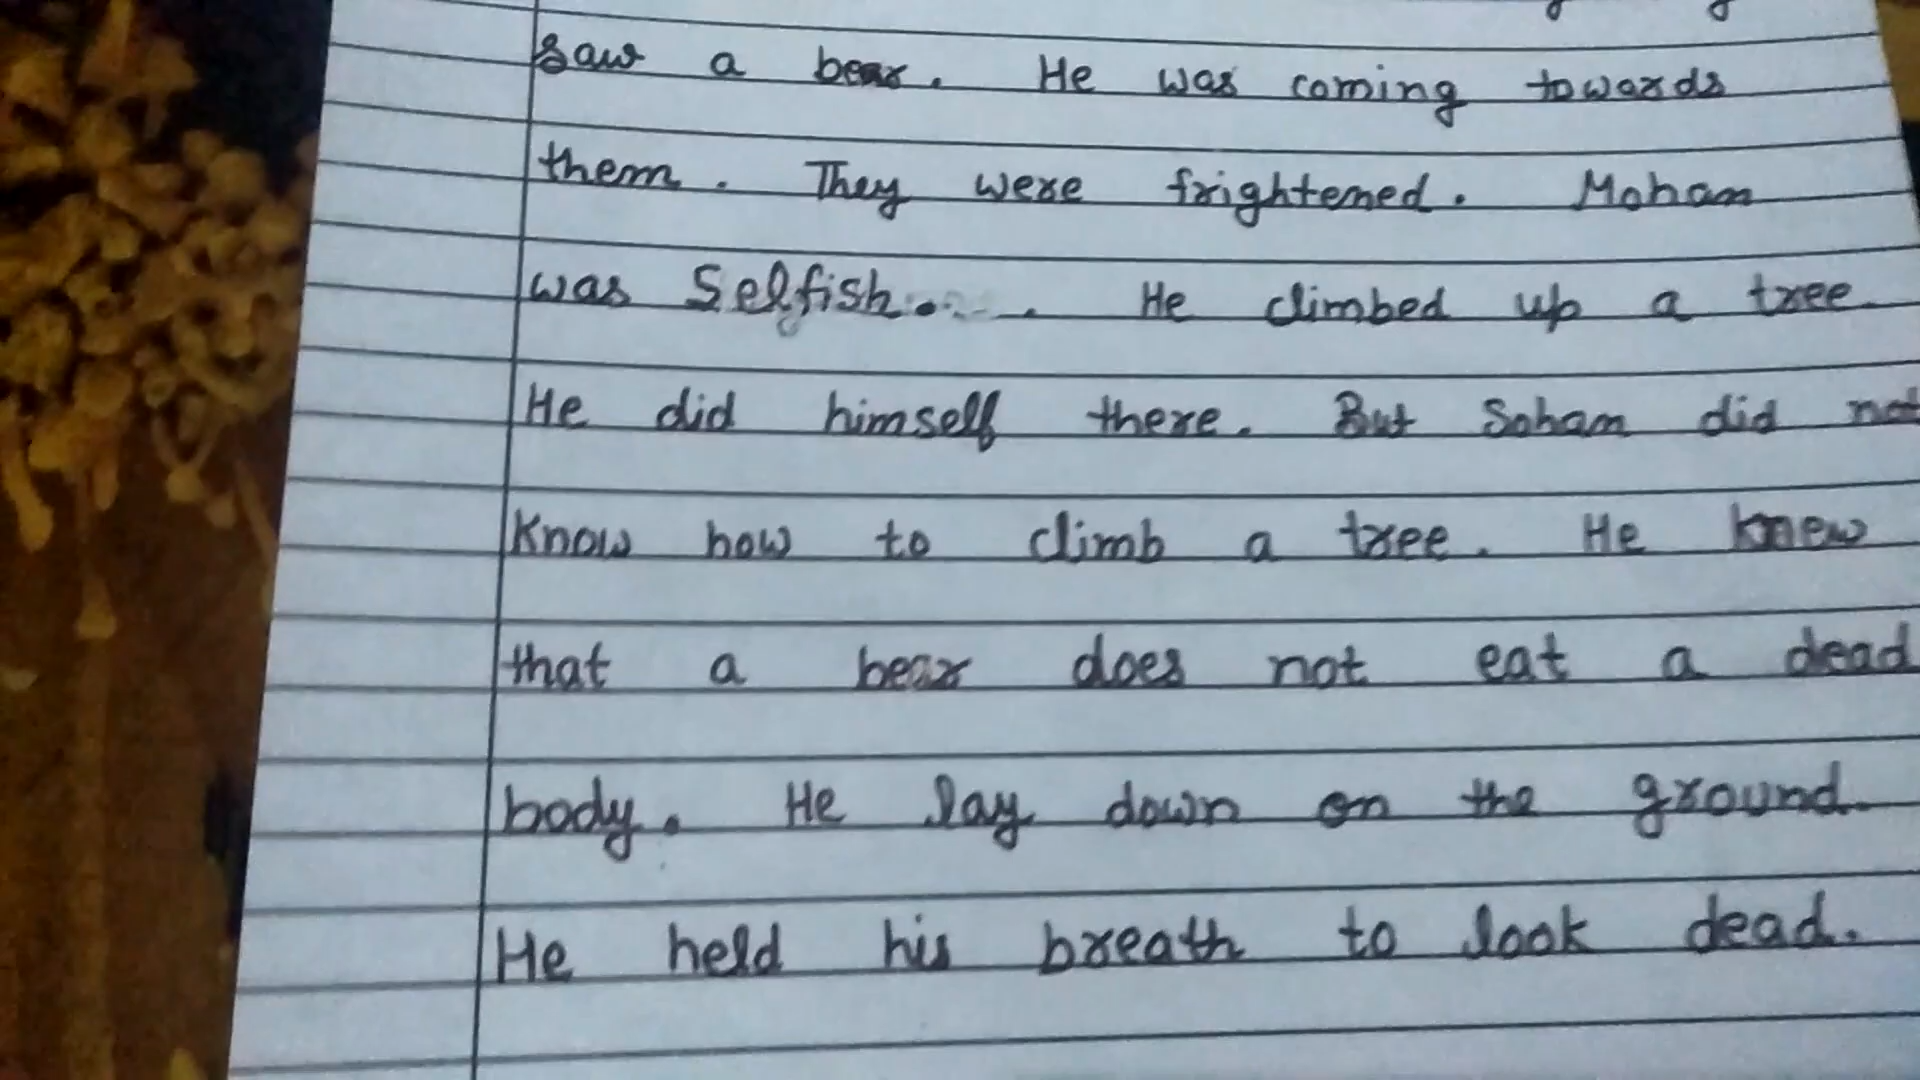 saw a bear. He was coming towards
them. They were frightened. Mohan
was Selfish. He climbed up a tree
He did himself there. But Sohan did not
Know how to climb a tree. He knew
that a bear does not eat a dead
body. He lay down on the ground
He held his breath to look dead.